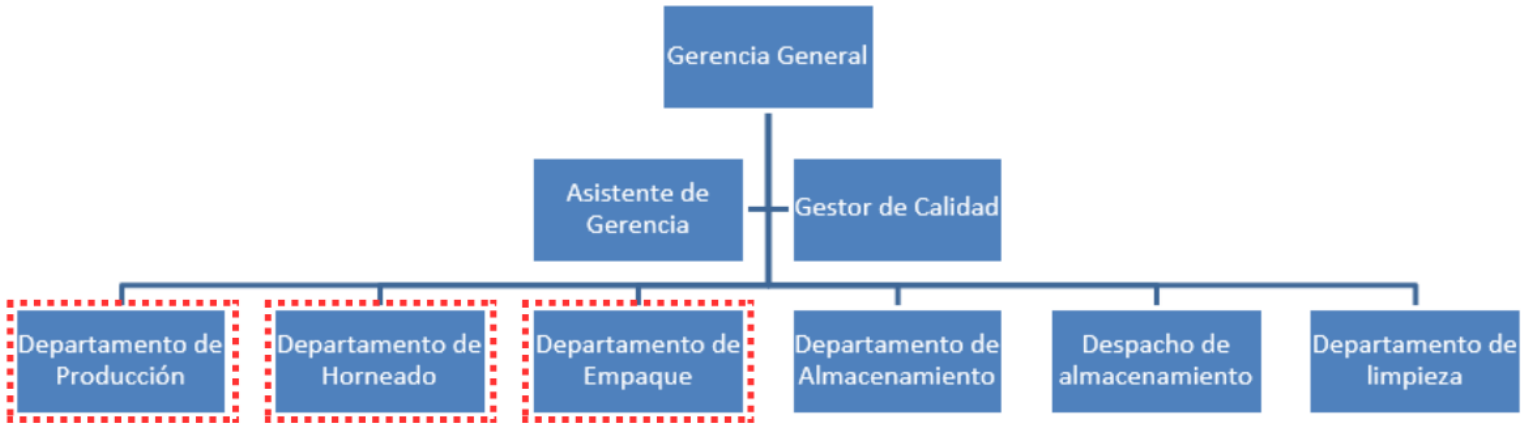 Gerencia General
Asistente de
Gerencia
Gestor de Calidad
Departamento de
Producción
Departamento de
Horneado
Departamento de
Empaque
Departamento de
Almacenamiento
Despacho de
almacenamiento
Departamento de
limpieza